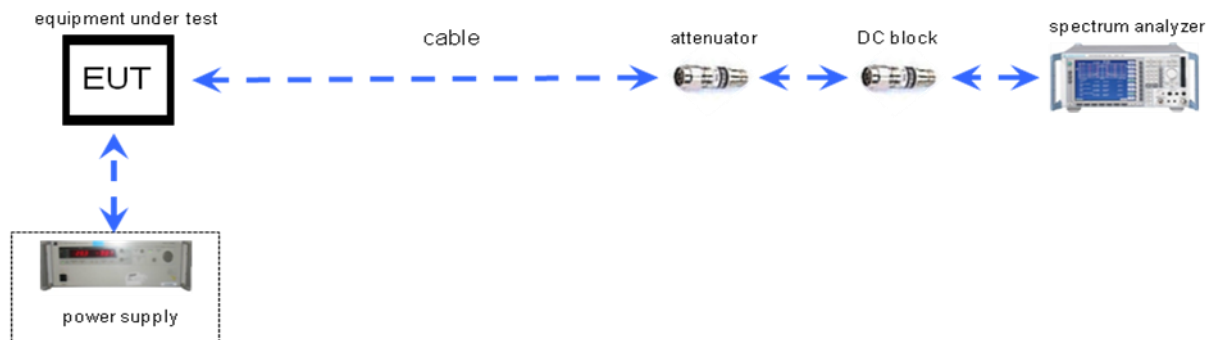 equipment under test
EUT
cable
attenuator
DC block
spectrum analyzer
power supply